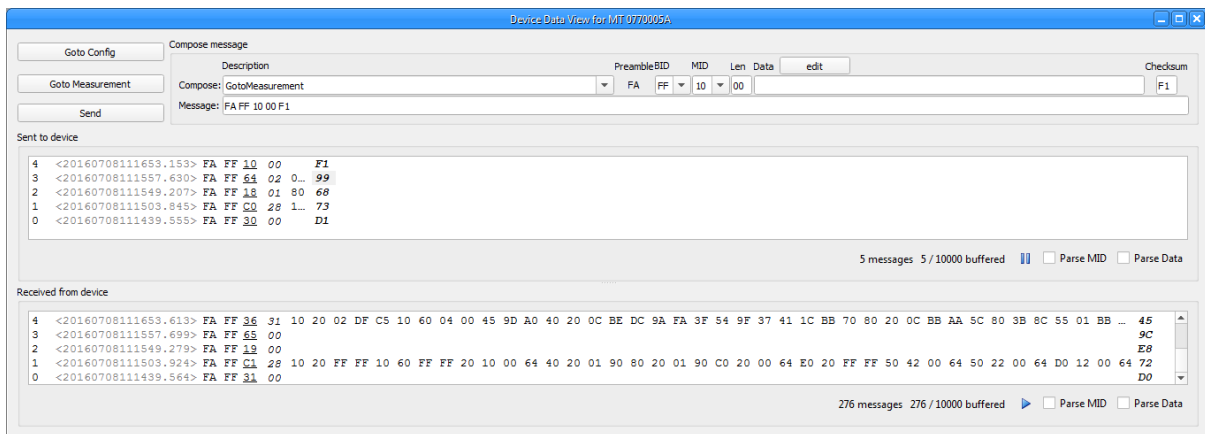 Device Data View for MT 0770005A
Goto Config
Compose message
Description Preamble BID MID Len Data edit Checksum
Goto Measurement
Compose: GotoMeasurement FA FF 10 00 F1
Send
Message: FA FF 10 00 F1
Sent to device
4 <20160708111653.153> FA FF 10 00 F1
3 <20160708111557.630> FA FF 64 02 0... 99
2 <20160708111549.207> FA FF 18 01 80 68
1 <20160708111503.845> FA FF C0 28 1... 73
0 <20160708111439.555> FA FF 30 00 D1
5 messages 5 / 10000 buffered Parse MID Parse Data
Received from device
4 <20160708111653.613> FA FF 36 31 10 20 02 DF C5 10 60 04 00 45 9D A0 40 20 0C BE DC 9A FA 3F 54 9F 37 41 1C BB 70 80 20 0C BB AA 5C 80 3B 8C 55 01 BB ... 45
3 <20160708111557.699> FA FF 65 00 9C
2 <20160708111549.279> FA FF 19 00 E8
1 <20160708111503.924> FA FF C1 28 10 20 FF FF 10 60 FF FF 20 10 00 64 40 20 01 90 80 20 01 90 C0 20 00 64 E0 20 FF FF 50 42 00 64 50 22 00 64 D0 12 00 64 72
0 <20160708111439.564> FA FF 31 00 D0
276 messages 276 / 10000 buffered Parse MID Parse Data